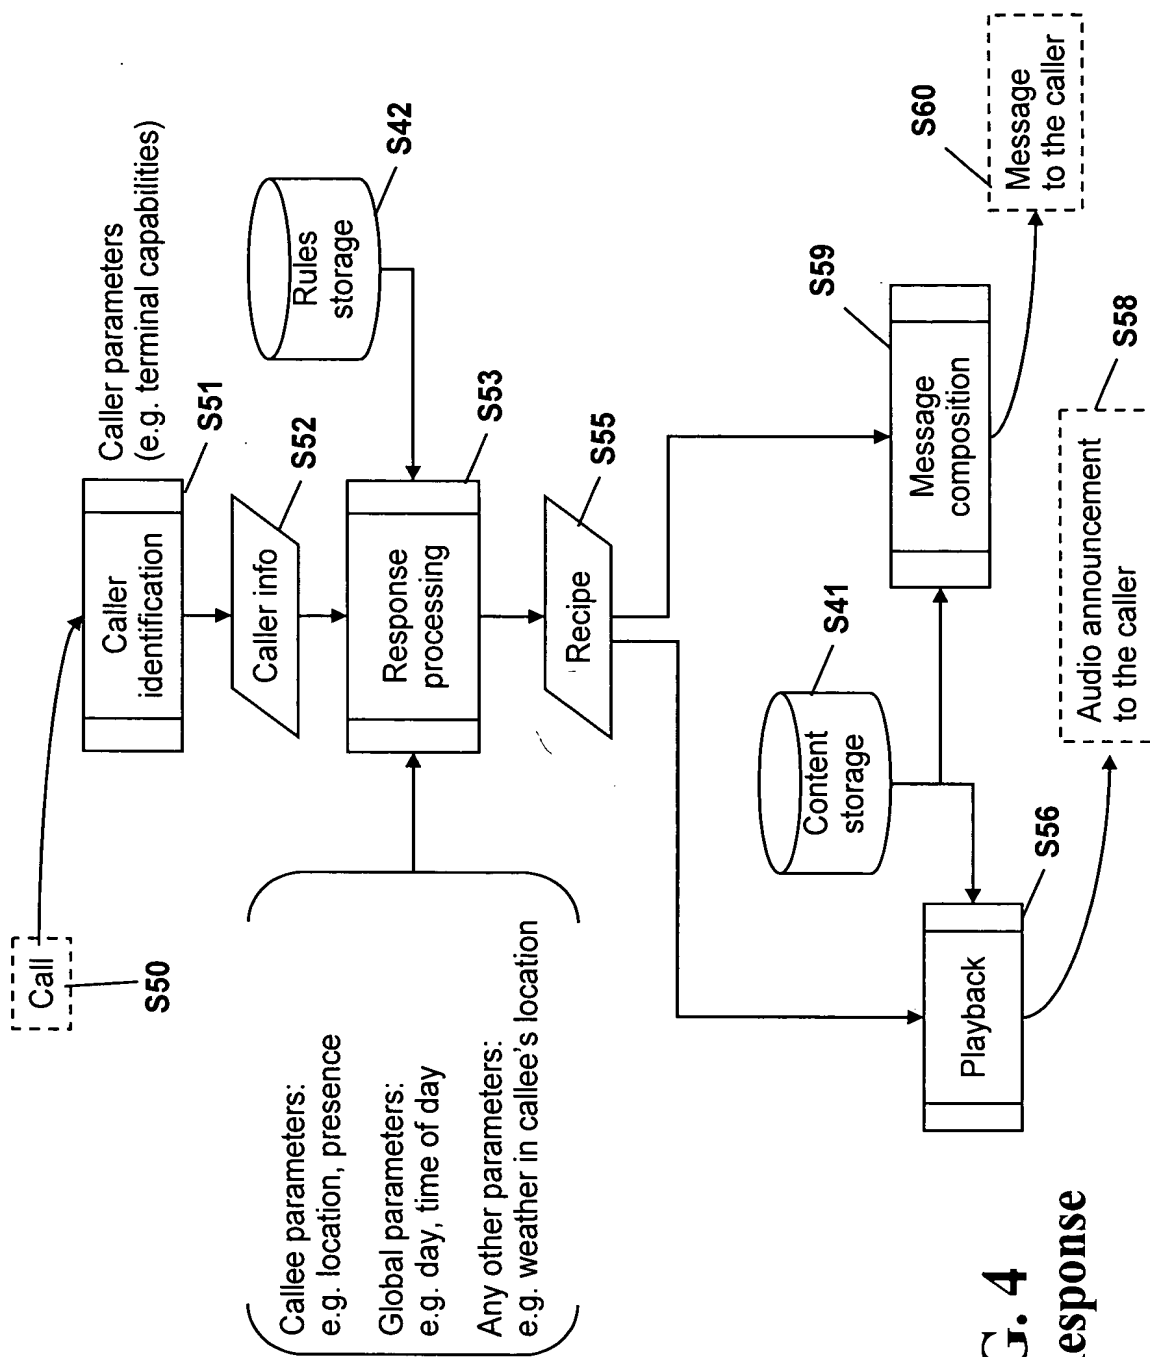 Call
S50
Caller
identification
Caller parameters
(e.g. terminal capabilities)
S51
Caller info
S52
Callee parameters:
e.g. location, presence
Global parameters:
e.g. day, time of day
Any other parameters:
e.g. weather in callee's location
Response
processing
S53
Rules
storage
S42
Recipe
S55
Content
storage
S41
Playback
S56
Message
composition
S59
Audio announcement
to the caller
S58
Message
to the caller
S60
G. 4
esponse